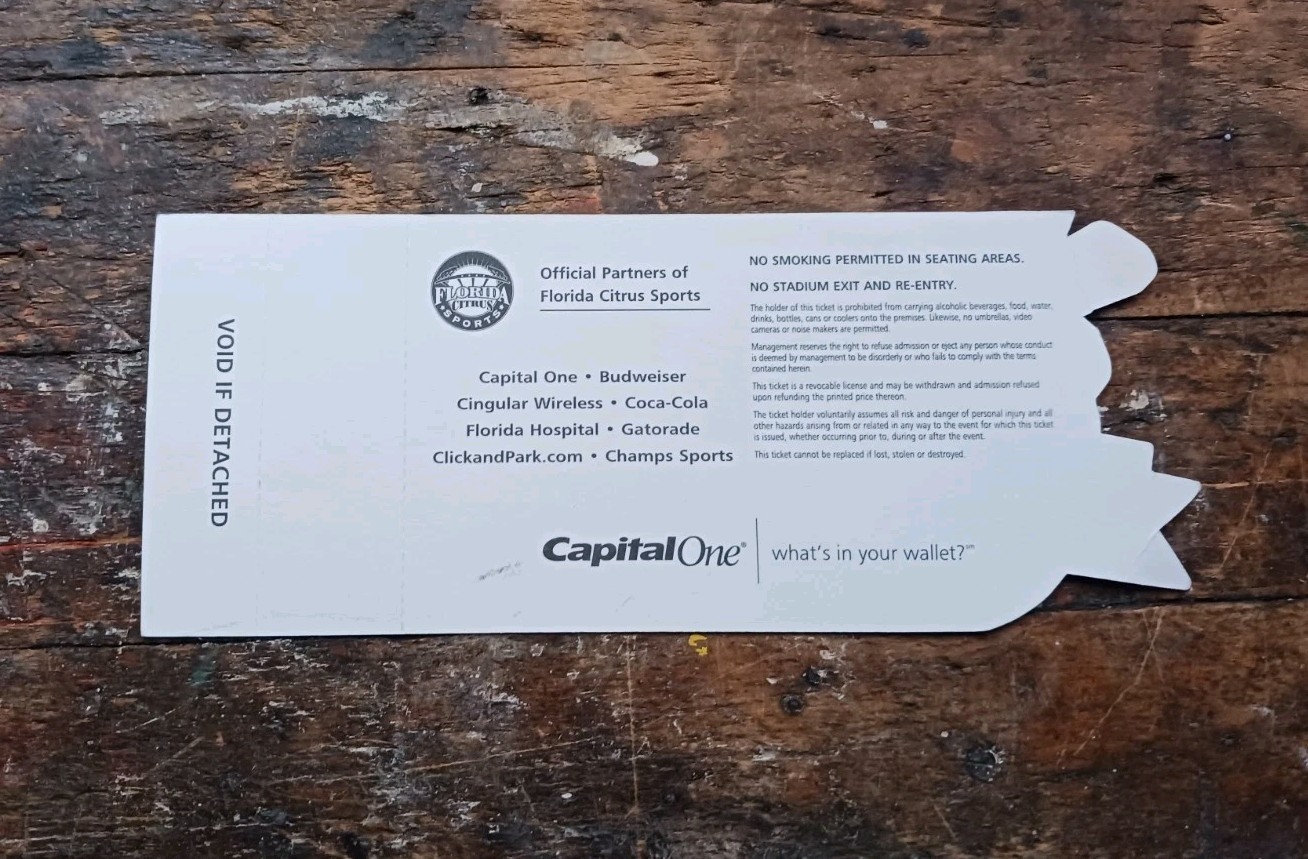 VOID IF DETACHED
FLORIDA
CITRUS
SPORTS
Official Partners of
Florida Citrus Sports
Capital One • Budweiser
Cingular Wireless • Coca-Cola
Florida Hospital • Gatorade
ClickandPark.com • Champs Sports
NO SMOKING PERMITTED IN SEATING AREAS.
NO STADIUM EXIT AND RE-ENTRY.
The holder of this ticket is prohibited from carrying alcoholic beverages, food, water,
drinks, bottles, cans or coolers onto the premises. Likewise, no umbrellas, video
cameras or noise makers are permitted.
Management reserves the right to refuse admission or eject any person whose conduct
is deemed by management to be disorderly or who fails to comply with the terms
contained herein.
This ticket is a revocable license and may be withdrawn and admission refused
upon refunding the printed price thereon.
The ticket holder voluntarily assumes all risk and danger of personal injury and all
other hazards arising from or related in any way to the event for which this ticket
is issued, whether occurring prior to, during or after the event.
This ticket cannot be replaced if lost, stolen or destroyed.
CapitalOne® what's in your wallet?℠